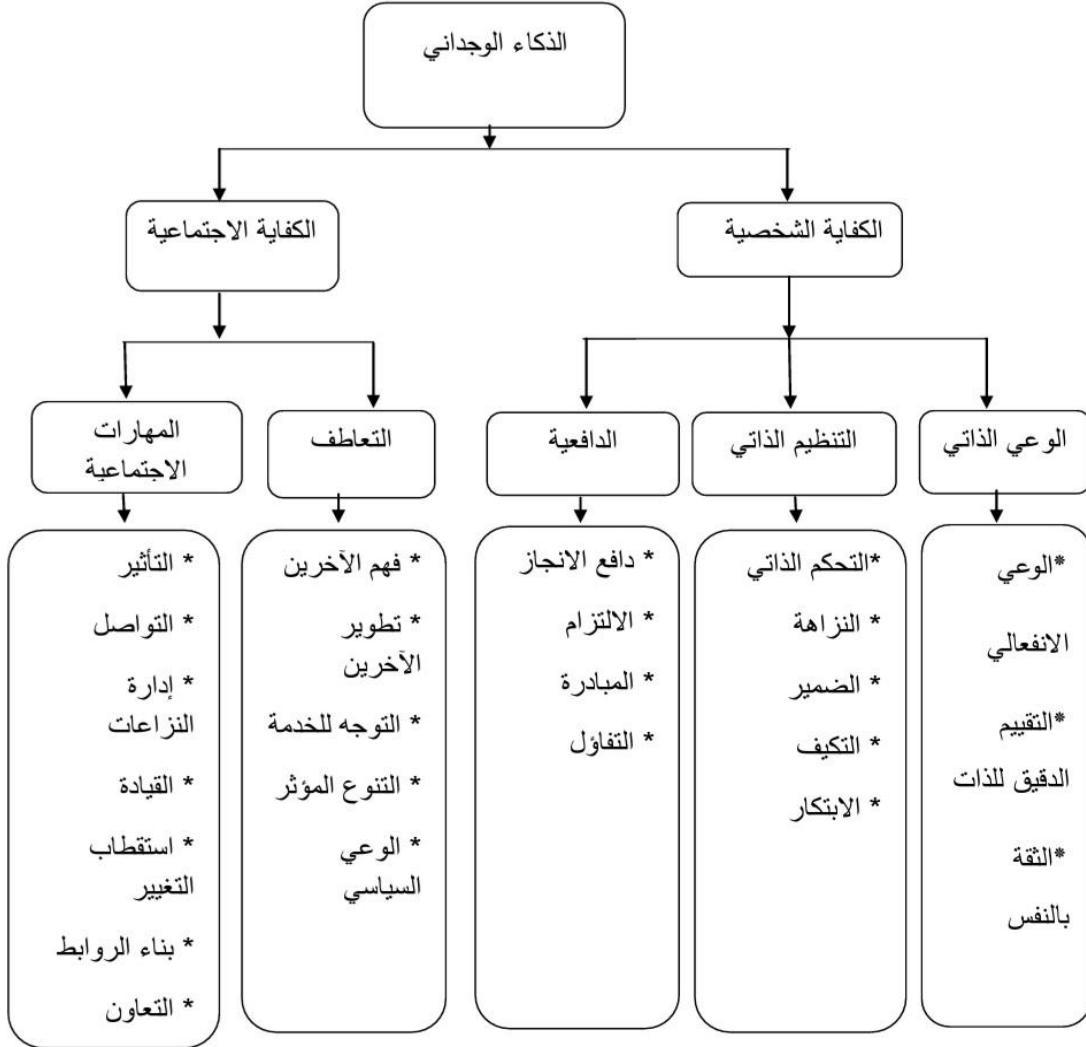 الذكاء الوجداني
الكفاية الشخصية
الكفاية الاجتماعية
الوعي الذاتي
التنظيم الذاتي
الدافعية
التعاطف
المهارات
الاجتماعية
*الوعي
الانفعالي
*التقييم
الدقيق للذات
*الثقة
بالنفس
*التحكم الذاتي
* النزاهة
* الضمير
* التكيف
* الابتكار
* دافع الانجاز
* الالتزام
* المبادرة
* التفاؤل
* فهم الآخرين
* تطوير
الآخرين
* التوجه للخدمة
* التنوع المؤثر
* الوعي
السياسي
* التأثير
* التواصل
* إدارة
النزاعات
* القيادة
* استقطاب
التغيير
* بناء الروابط
* التعاون